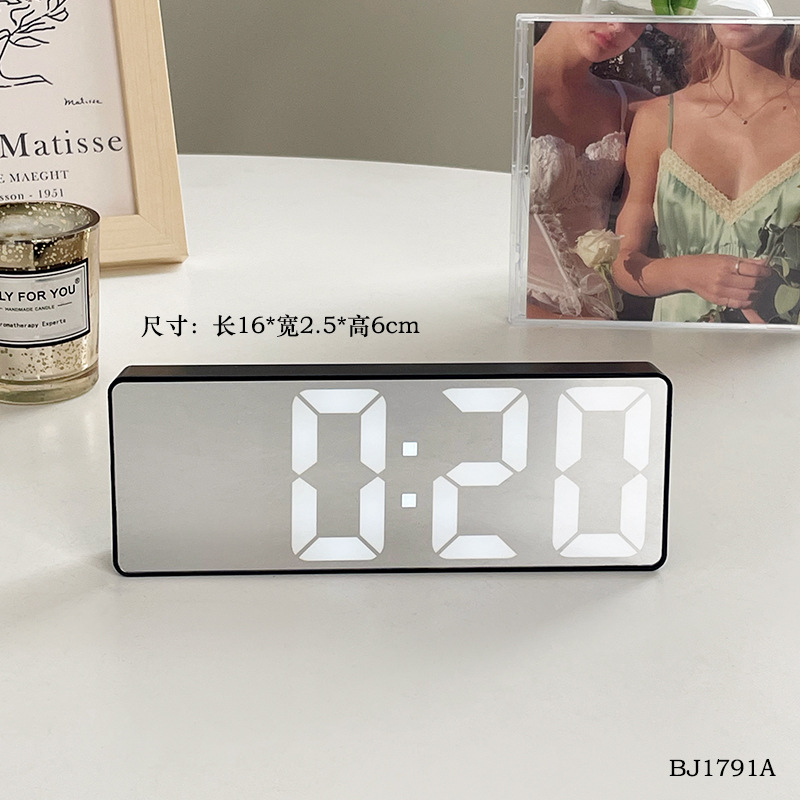 Matisse
Matisse
E MAEGHT
sson - 1951
LY FOR YOU®
HANDMADE CANDLE
romatherapy Experts
尺寸：长16*宽2.5*高6cm
0:20
BJ1791A